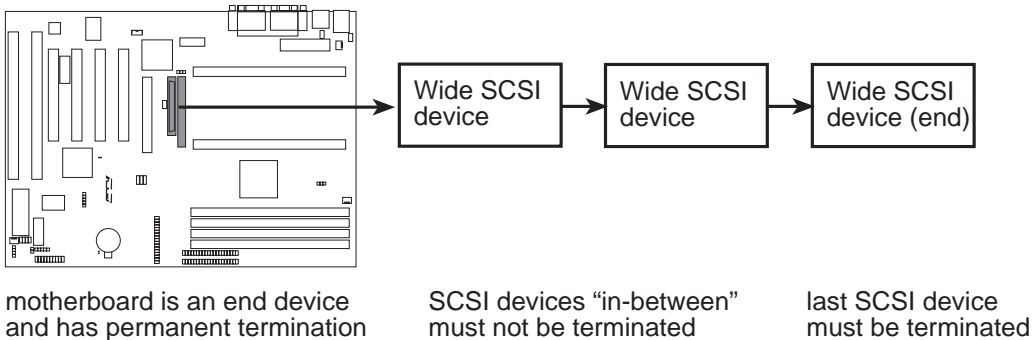 Wide SCSI
device
Wide SCSI
device
Wide SCSI
device (end)
motherboard is an end device
and has permanent termination
SCSI devices “in-between”
must not be terminated
last SCSI device
must be terminated